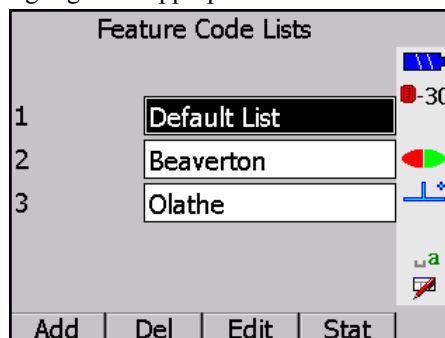 Feature Code Lists
-30
1 Default List
2 Beaverton
3 Olathe
a
Add Del Edit Stat